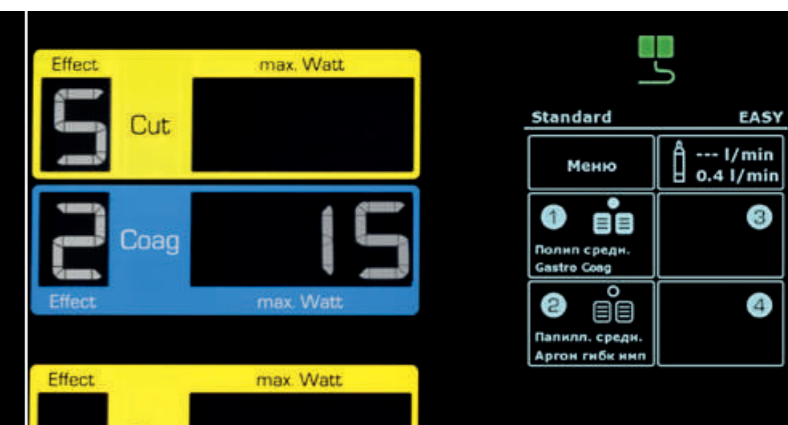 Effect max. Watt
5 Cut
2 Coag 15
Effect max. Watt
Effect max. Watt
Standard EASY
Меню --- l/min
0.4 l/min
1 3
Полип средн.
Gastro Coag
2 4
Папилл. средн.
Аргон гибк имп